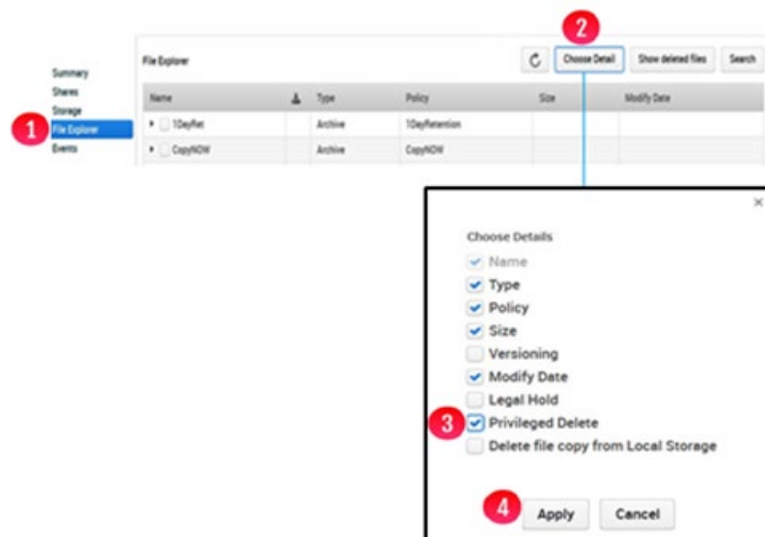 2
File Explorer
Choose Detail
Show deleted files
Search
Summary
Shares
Storage
1
File Explorer
Events
Name
Type
Policy
Size
Modify Date
1DayRet
Archive
1DayRetention
CopyNOW
Archive
CopyNOW
Choose Details
Name
Type
Policy
Size
Versioning
Modify Date
Legal Hold
3
Privileged Delete
Delete file copy from Local Storage
4
Apply
Cancel